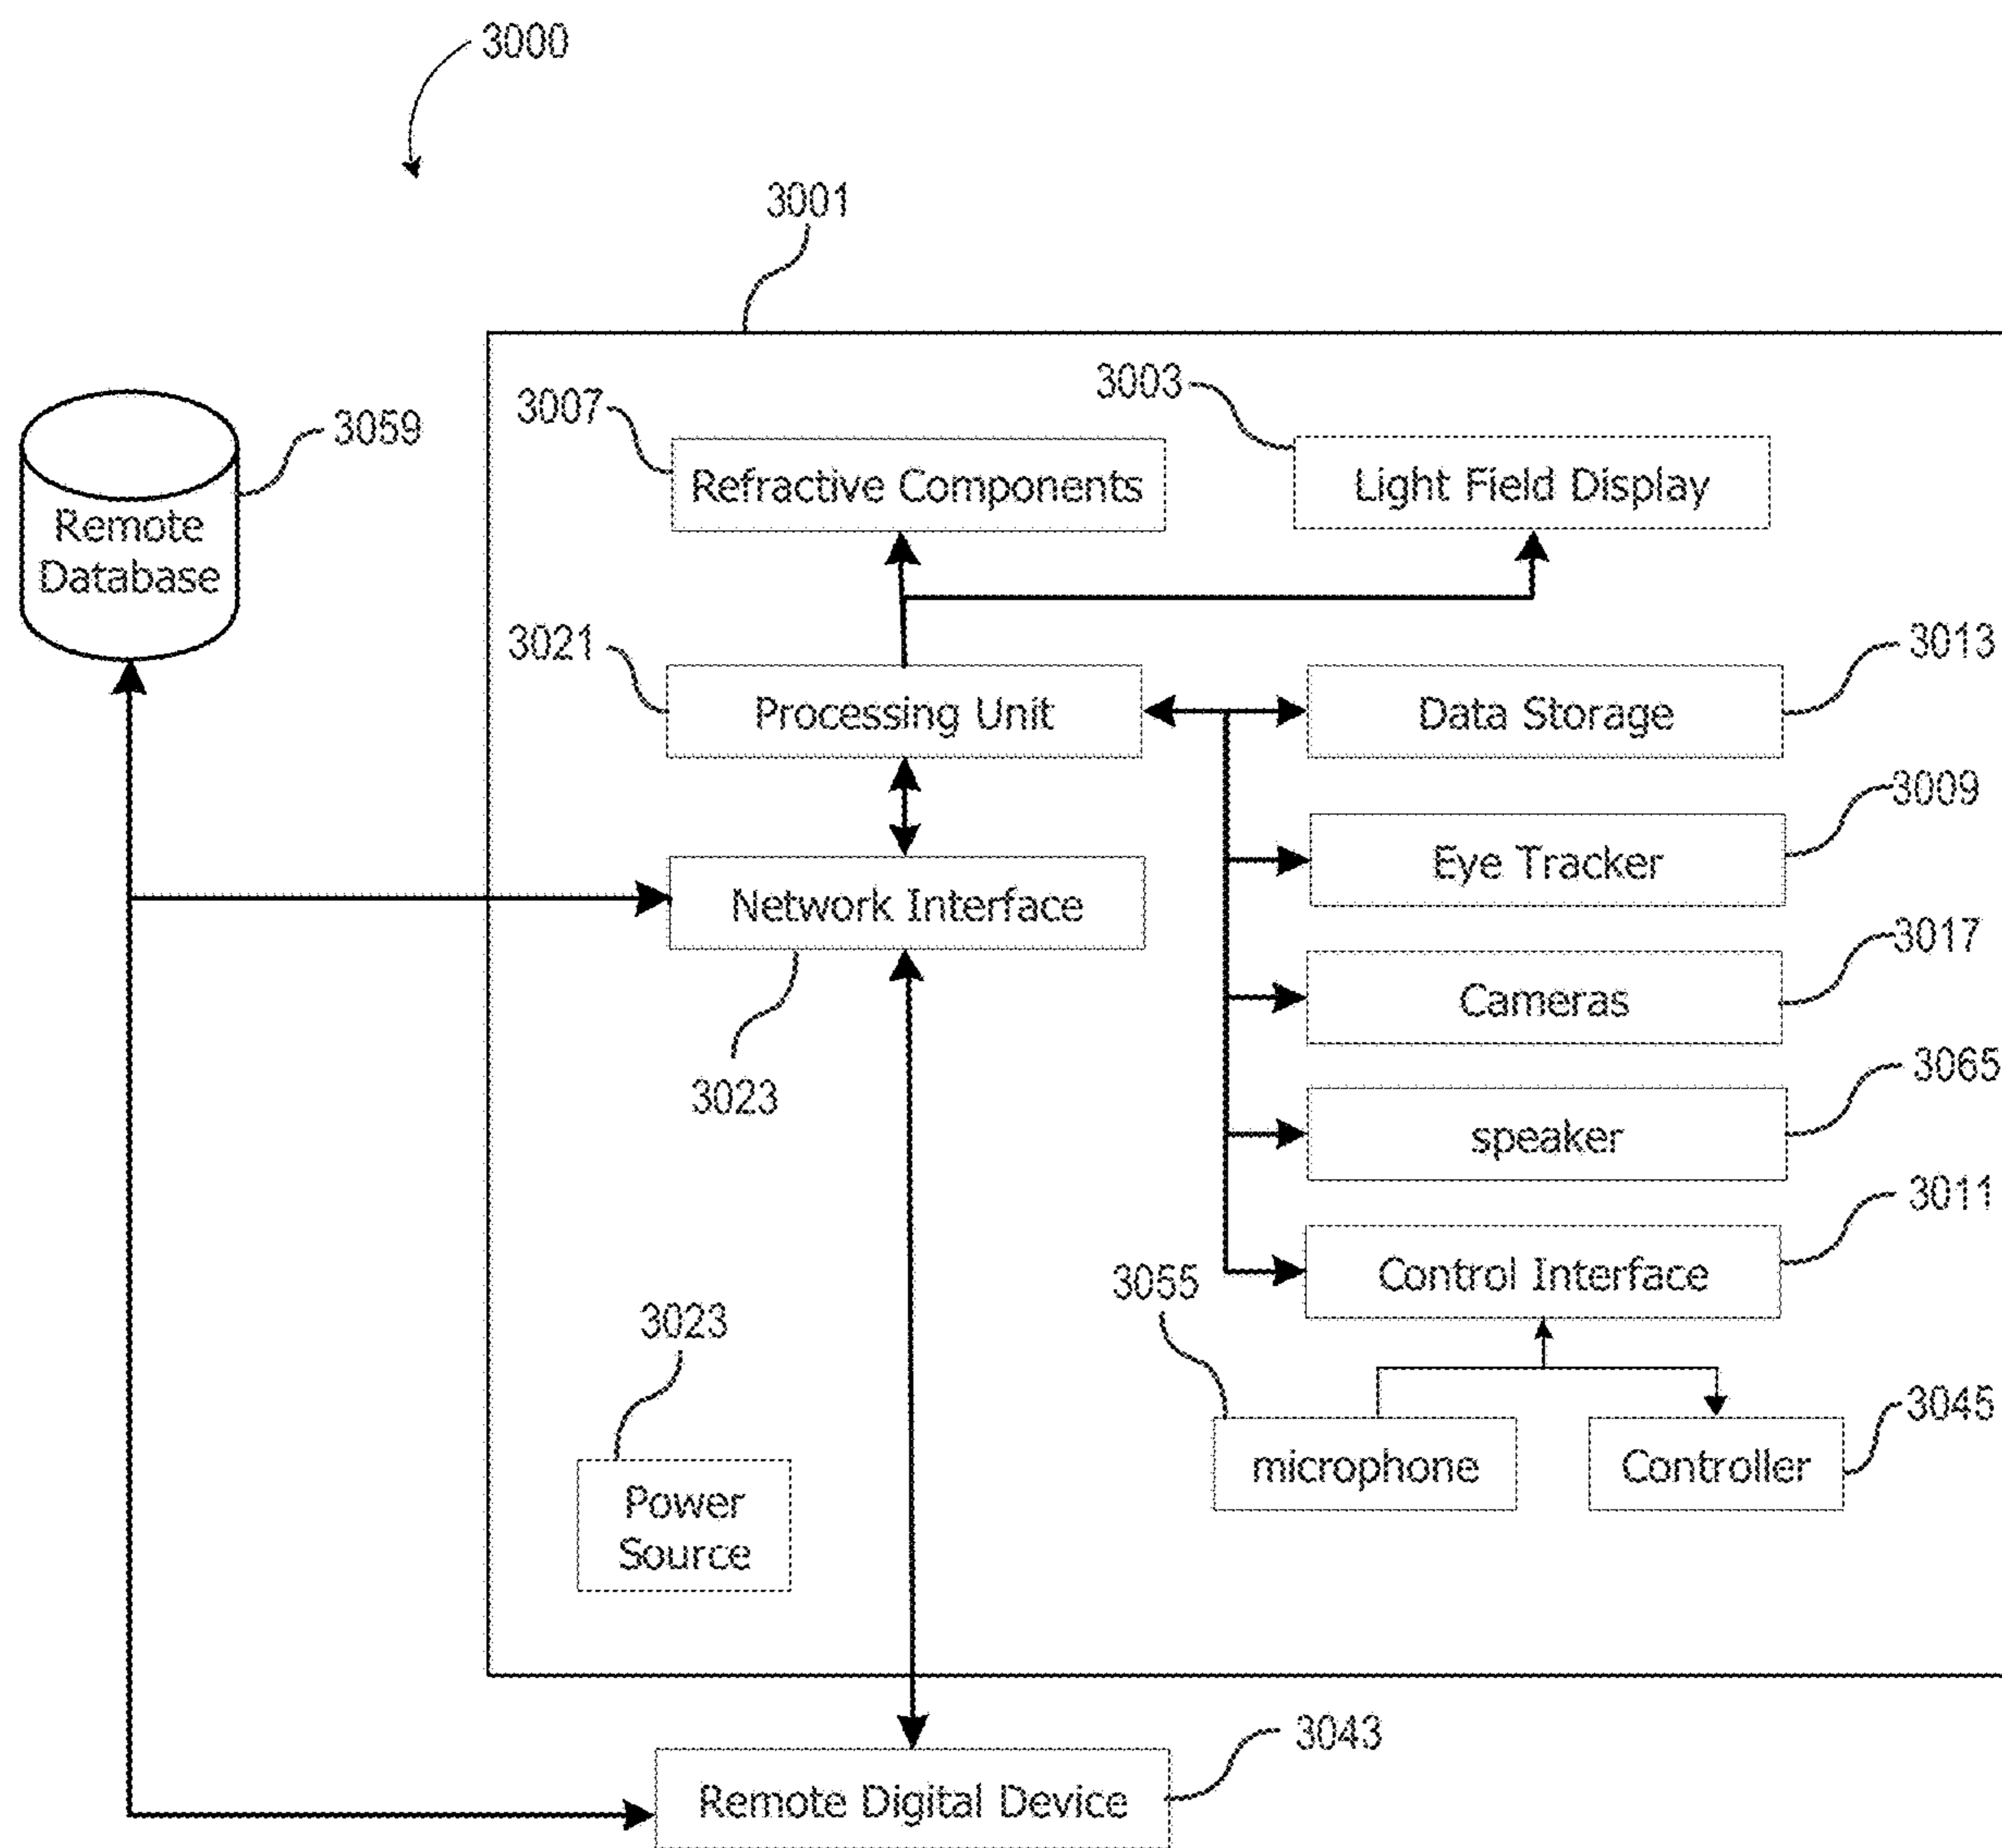 3000
3001
3003
3007
3059
Refractive Components
Light Field Display
Remote
Database
3021
3013
Processing Unit
Data Storage
3009
Eye Tracker
Network Interface
3017
Cameras
3023
3065
speaker
3011
Control Interface
3055
3023
3045
microphone
Controller
Power
Source
3043
Remote Digital Device